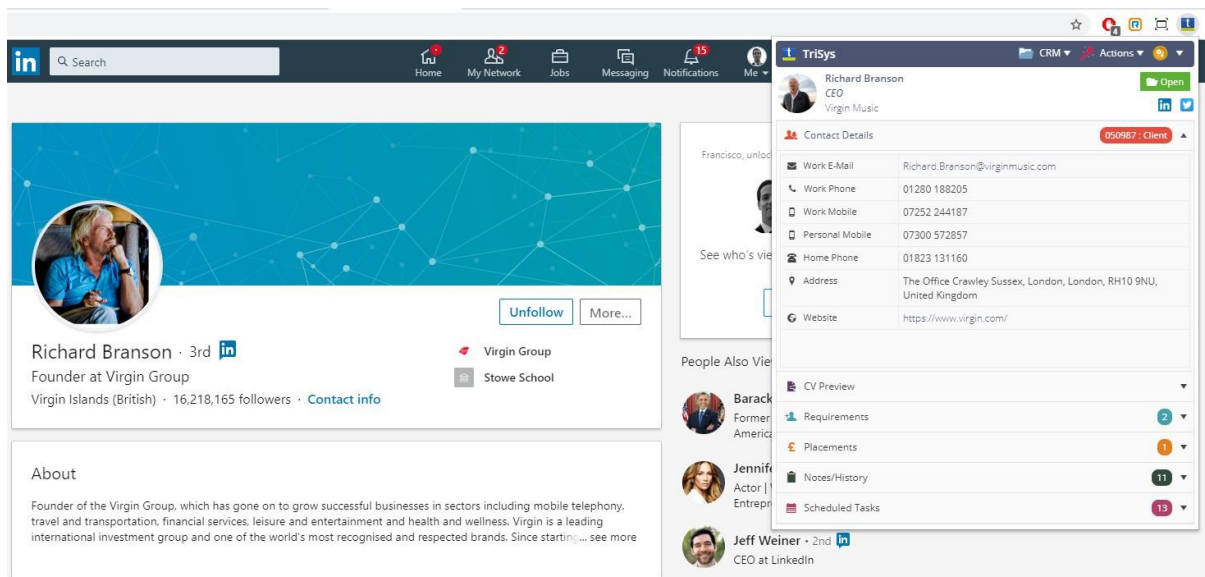 in
Search
Home
My Network
2
Jobs
Messaging
Notifications
15
Me
4
R
t
TriSys
CRM
Actions
Richard Branson
CEO
Virgin Music
Open
in
Contact Details
050987 : Client
Work E-Mail
Richard.Branson@virginmusic.com
Work Phone
01280 188205
Work Mobile
07252 244187
Personal Mobile
07300 572857
Home Phone
01823 131160
Address
The Office Crawley Sussex, London, London, RH10 9NU,
United Kingdom
Website
https://www.virgin.com/
CV Preview
Requirements
2
Placements
1
Notes/History
11
Scheduled Tasks
13
Unfollow
More...
Richard Branson · 3rd in
Founder at Virgin Group
Virgin Islands (British) · 16,218,165 followers · Contact info
Virgin Group
Stowe School
About
Founder of the Virgin Group, which has gone on to grow successful businesses in sectors including mobile telephony,
travel and transportation, financial services, leisure and entertainment and health and wellness. Virgin is a leading
international investment group and one of the world's most recognised and respected brands. Since starting... see more
Francisco, unloc
See who's vie
People Also Vie
Barack
Former
America
Jennife
Actor |
Entrepr
Jeff Weiner • 2nd in
CEO at LinkedIn